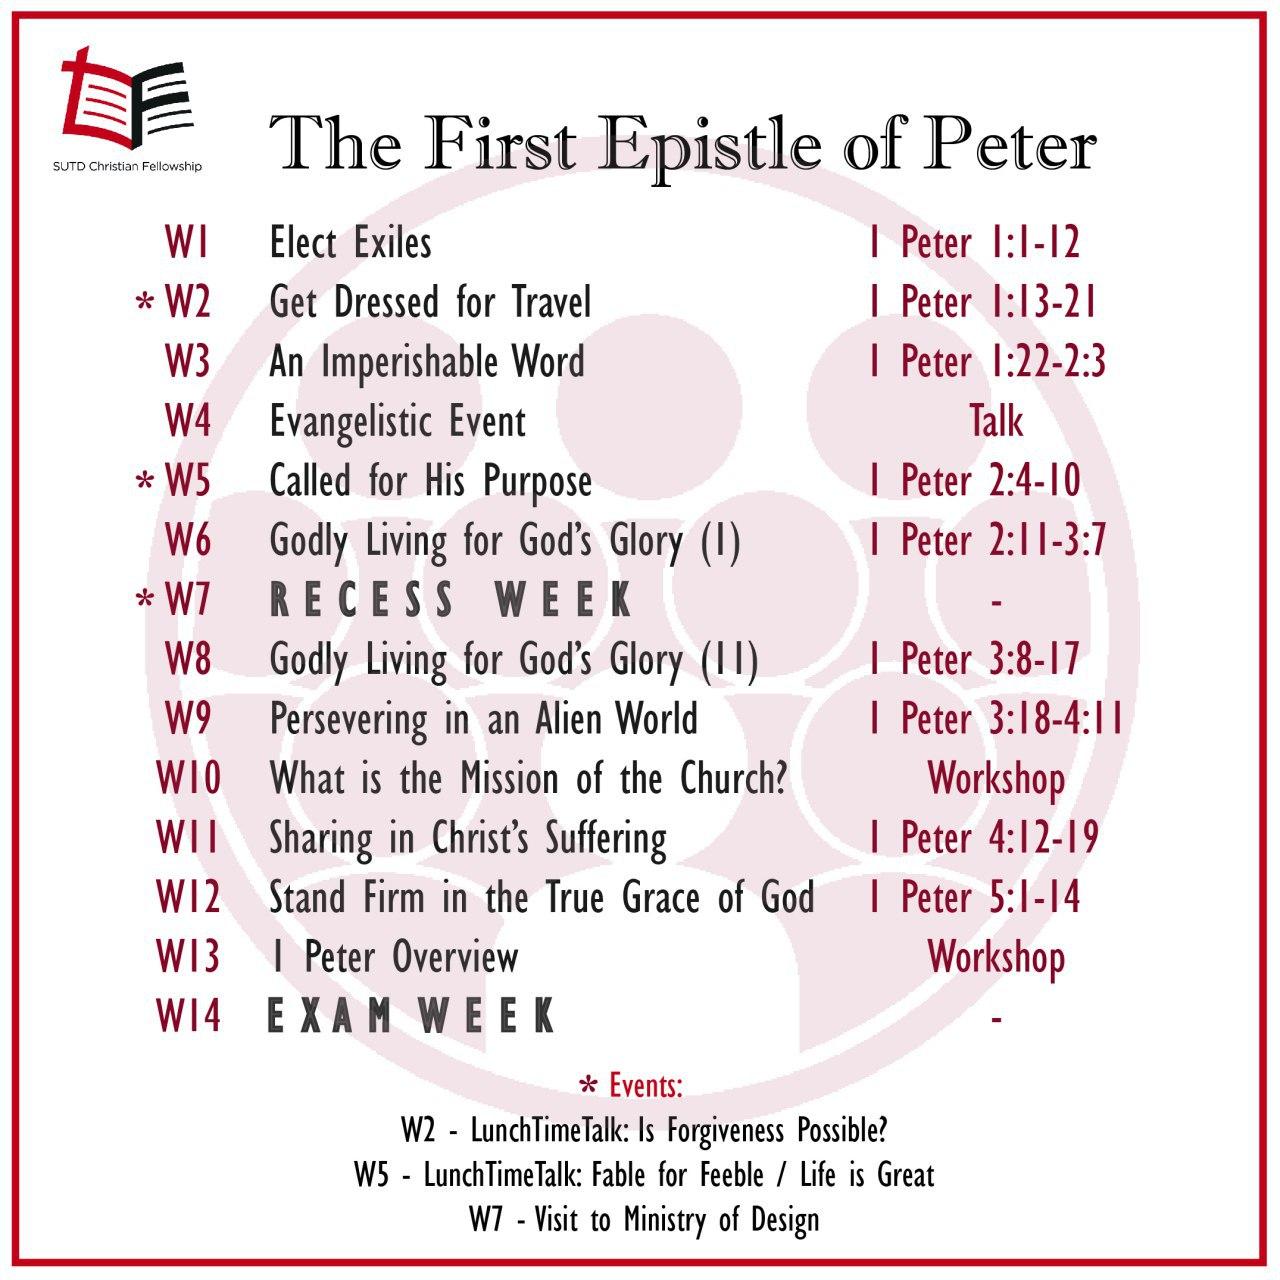 SUTD Christian Fellowship
The First Epistle of Peter
W1 Elect Exiles 1 Peter 1:1-12
* W2 Get Dressed for Travel 1 Peter 1:13-21
W3 An Imperishable Word 1 Peter 1:22-2:3
W4 Evangelistic Event Talk
* W5 Called for His Purpose 1 Peter 2:4-10
W6 Godly Living for God's Glory (1) 1 Peter 2:11-3:7
* W7 RECESS WEEK -
W8 Godly Living for God's Glory (11) 1 Peter 3:8-17
W9 Persevering in an Alien World 1 Peter 3:18-4:11
W10 What is the Mission of the Church? Workshop
W11 Sharing in Christ's Suffering 1 Peter 4:12-19
W12 Stand Firm in the True Grace of God 1 Peter 5:1-14
W13 1 Peter Overview Workshop
W14 EXAM WEEK -
* Events:
W2 - LunchTimeTalk: Is Forgiveness Possible?
W5 - LunchTimeTalk: Fable for Feeble / Life is Great
W7 - Visit to Ministry of Design